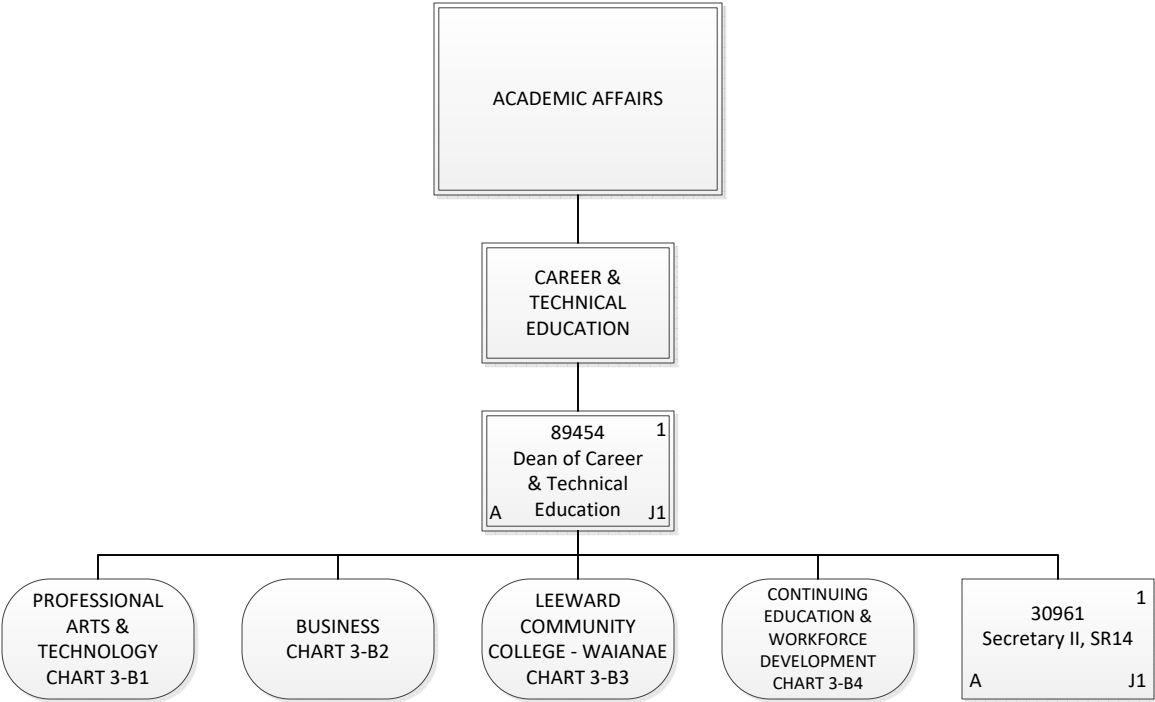 ACADEMIC AFFAIRS
CAREER &
TECHNICAL
EDUCATION
89454 1
Dean of Career
& Technical
A Education J1
PROFESSIONAL
ARTS &
TECHNOLOGY
CHART 3-B1
BUSINESS
CHART 3-B2
LEEWARD
COMMUNITY
COLLEGE - WAIANAE
CHART 3-B3
CONTINUING
EDUCATION &
WORKFORCE
DEVELOPMENT
CHART 3-B4
1
30961
Secretary II, SR14
A J1